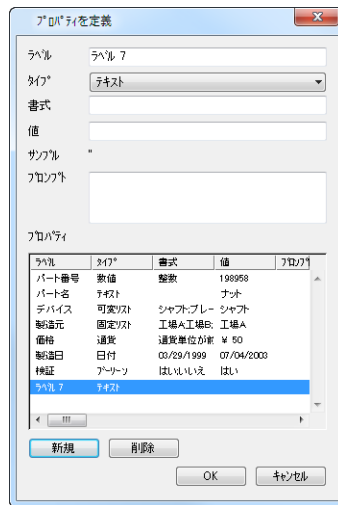 プロパティを定義
ラベル ラベル 7
タイプ テキスト
書式
値
サンプル "
プロンプト
プロパティ
ラベル タイプ 書式 値 プロンプ
パート番号 数値 整数 198958
パート名 テキスト ナット
デバイス 可変リスト シャフト;ブレー シャフト
製造元 固定リスト 工場A;工場B; 工場A
価格 通貨 通貨単位が前 ¥ 50
製造日 日付 03/29/1999 07/04/2003
検証 ブーリーン はい;いいえ はい
ラベル 7 テキスト
新規 削除
OK キャンセル